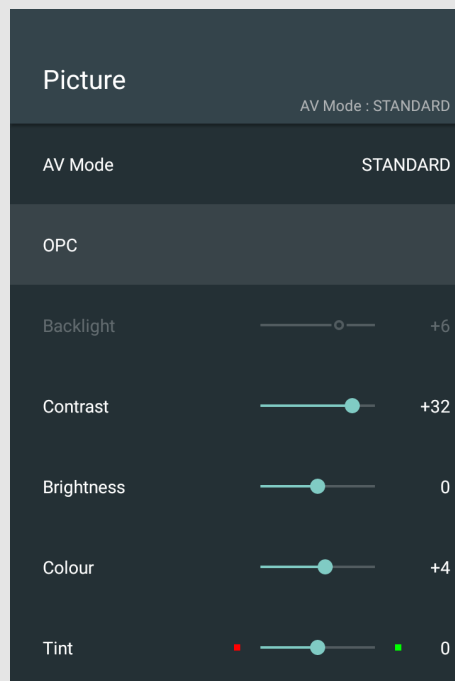 Picture
AV Mode : STANDARD
AV Mode STANDARD
OPC
Backlight +6
Contrast +32
Brightness 0
Colour +4
Tint 0